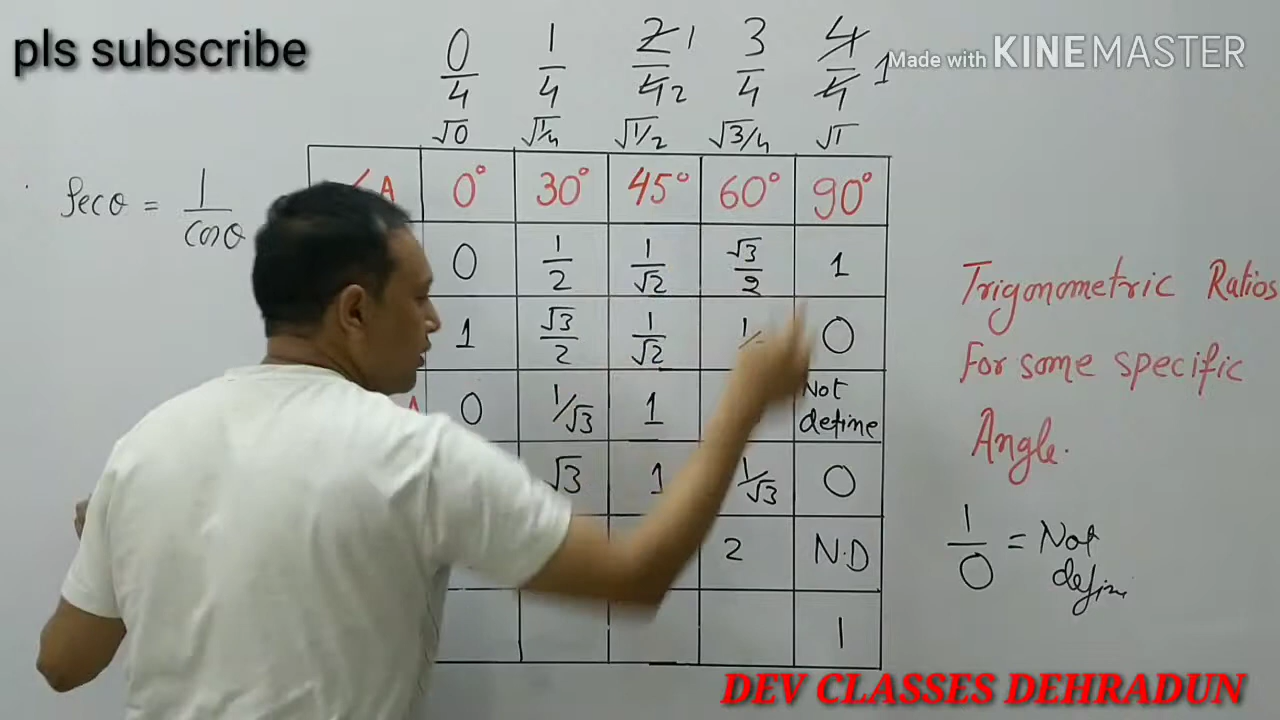 pls subscribe
Made with KINEMASTER
0/4 1/4 2/4 1 2 3/4 4/4 1
√0 √1/4 √1/2 √3/4 √1
secθ = 1/cosθ
∠A 0° 30° 45° 60° 90°
0 1/2 1/√2 √3/2 1
1 √3/2 1/√2 0
0 1/√3 1 Not define
√3 1 1/√3 0
2 N.D
1
Trigonometric Ratios
For some specific
Angle.
1/0 = Not
define
DEV CLASSES DEHRADUN